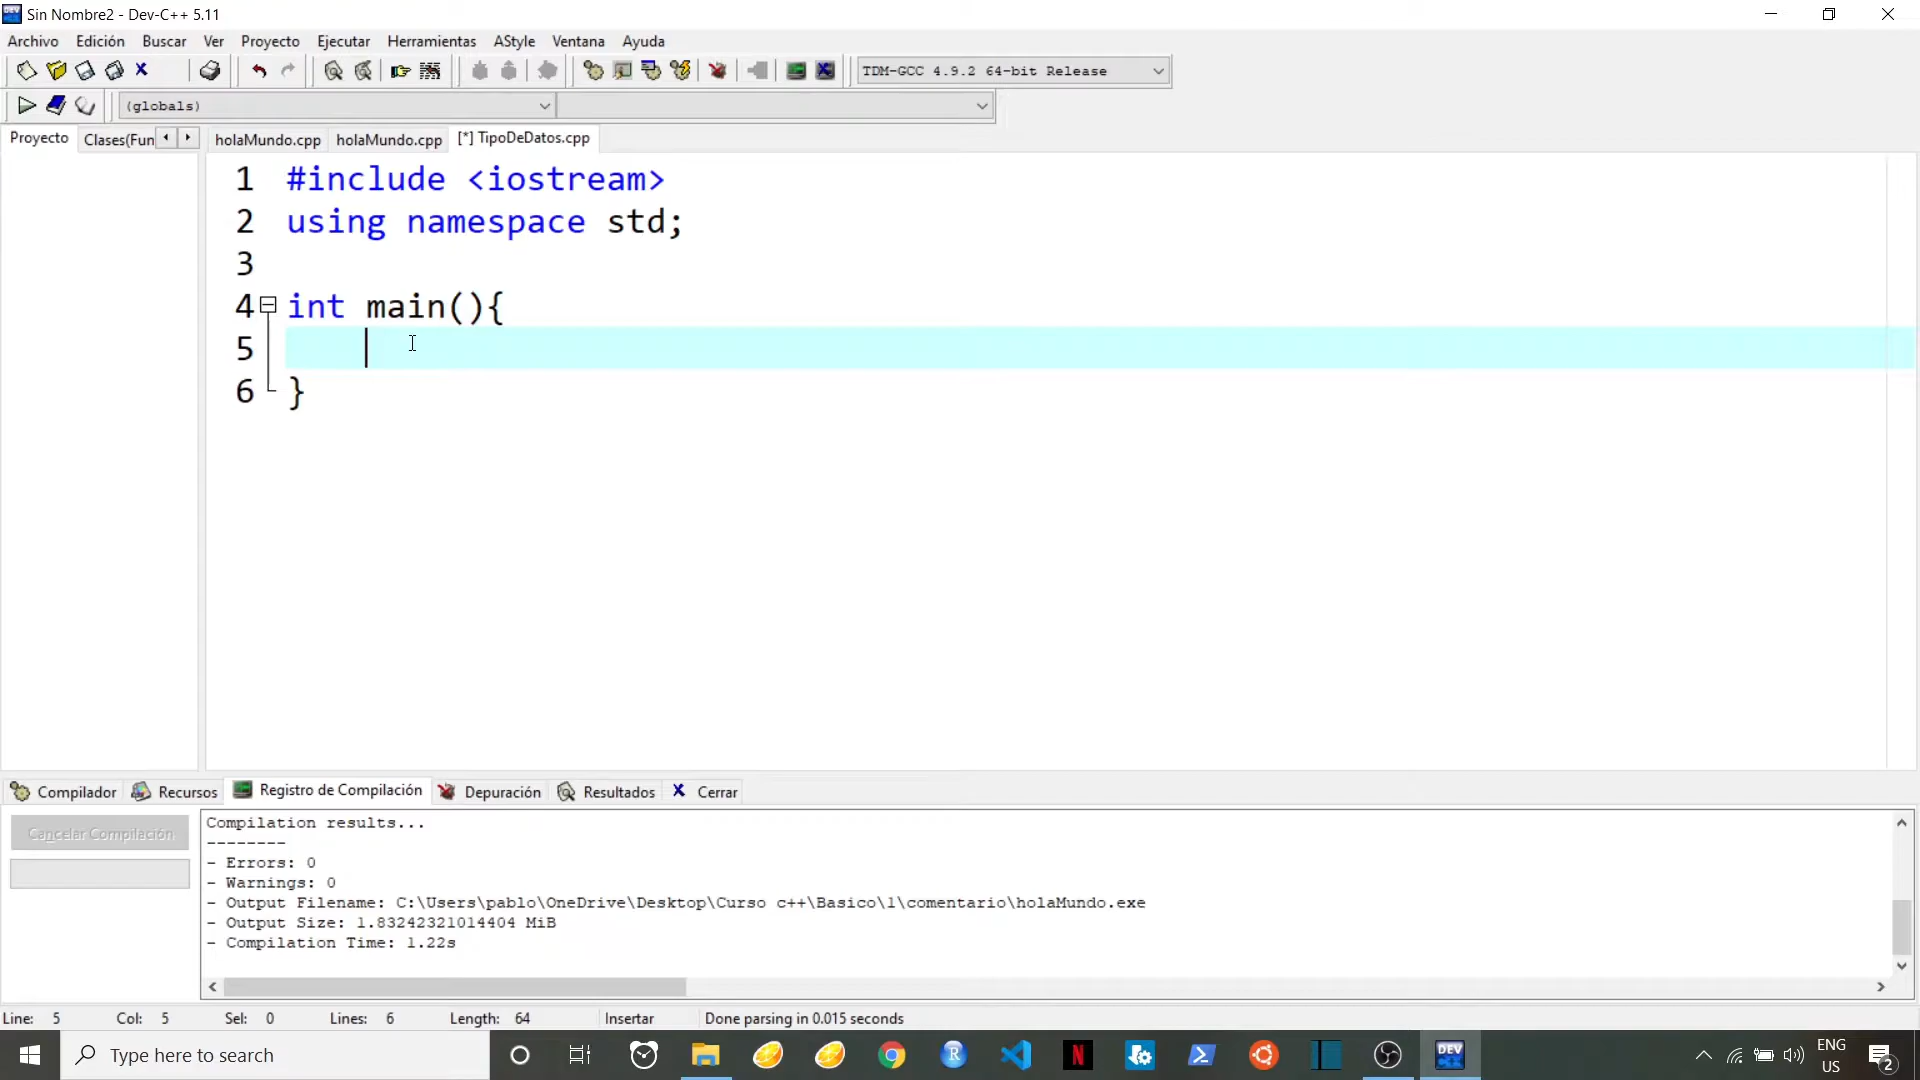 Sin Nombre2 - Dev-C++ 5.11
Archivo Edición Buscar Ver Proyecto Ejecutar Herramientas AStyle Ventana Ayuda
TDM-GCC 4.9.2 64-bit Release
(globals)
Proyecto Clases(Fun holaMundo.cpp holaMundo.cpp [*] TipoDeDatos.cpp
1 #include <iostream>
2 using namespace std;
3
4 int main(){
5
6 }
Compilador Recursos Registro de Compilación Depuración Resultados Cerrar
Cancelar Compilación
Compilation results...
--------
- Errors: 0
- Warnings: 0
- Output Filename: C:\Users\pablo\OneDrive\Desktop\Curso c++\Basico\1\comentario\holaMundo.exe
- Output Size: 1.83242321014404 MiB
- Compilation Time: 1.22s
Line: 5 Col: 5 Sel: 0 Lines: 6 Length: 64 Insertar Done parsing in 0.015 seconds
Type here to search
R
N
DEV
ENG
US
2